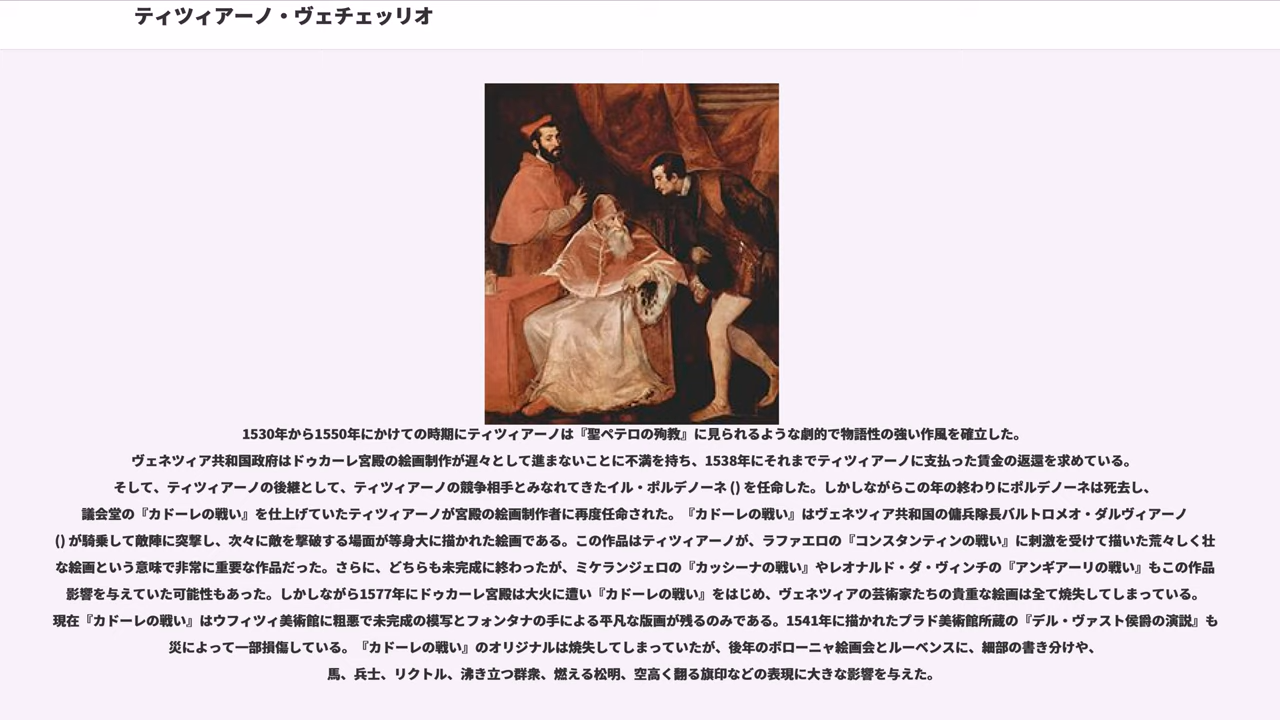 ティツィアーノ・ヴェチェッリオ
1530年から1550年にかけての時期にティツィアーノは『聖ペテロの殉教』に見られるような劇的で物語性の強い作風を確立した。
ヴェネツィア共和国政府はドゥカーレ宮殿の絵画制作が遅々として進まないことに不満を持ち、1538年にそれまでティツィアーノに支払った賃金の返還を求めている。
そして、ティツィアーノの後継として、ティツィアーノの競争相手とみなれてきたイル・ポルデノーネ () を任命した。しかしながらこの年の終わりにポルデノーネは死去し、
議会堂の『カドーレの戦い』を仕上げていたティツィアーノが宮殿の絵画制作者に再度任命された。『カドーレの戦い』はヴェネツィア共和国の傭兵隊長バルトロメオ・ダルヴィアーノ
() が騎乗して敵陣に突撃し、次々に敵を撃破する場面が等身大に描かれた絵画である。この作品はティツィアーノが、ラファエロの『コンスタンティンの戦い』に刺激を受けて描いた荒々しく壮
な絵画という意味で非常に重要な作品だった。さらに、どちらも未完成に終わったが、ミケランジェロの『カッシーナの戦い』やレオナルド・ダ・ヴィンチの『アンギアーリの戦い』もこの作品
影響を与えていた可能性もあった。しかしながら1577年にドゥカーレ宮殿は大火に遭い『カドーレの戦い』をはじめ、ヴェネツィアの芸術家たちの貴重な絵画は全て焼失してしまっている。
現在『カドーレの戦い』はウフィツィ美術館に粗悪で未完成の模写とフォンタナの手による平凡な版画が残るのみである。1541年に描かれたプラド美術館所蔵の『デル・ヴァスト侯爵の演説』も
災によって一部損傷している。『カドーレの戦い』のオリジナルは焼失してしまっていたが、後年のボローニャ絵画会とルーベンスに、細部の書き分けや、
馬、兵士、リクトル、沸き立つ群衆、燃える松明、空高く翻る旗印などの表現に大きな影響を与えた。